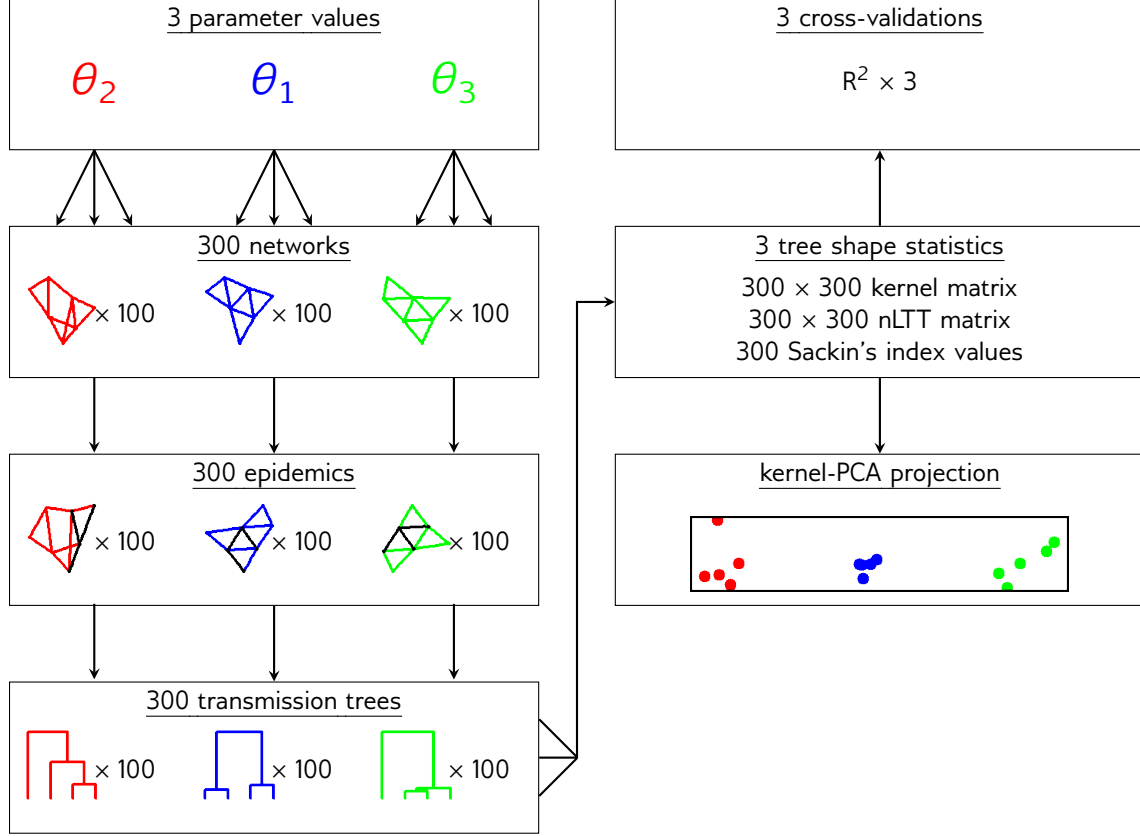 3 parameter values
θ2 θ1 θ3
300 networks
× 100 × 100 × 100
300 epidemics
× 100 × 100 × 100
300 transmission trees
× 100 × 100 × 100
3 cross-validations
R² × 3
3 tree shape statistics
300 × 300 kernel matrix
300 × 300 nLTT matrix
300 Sackin's index values
kernel-PCA projection